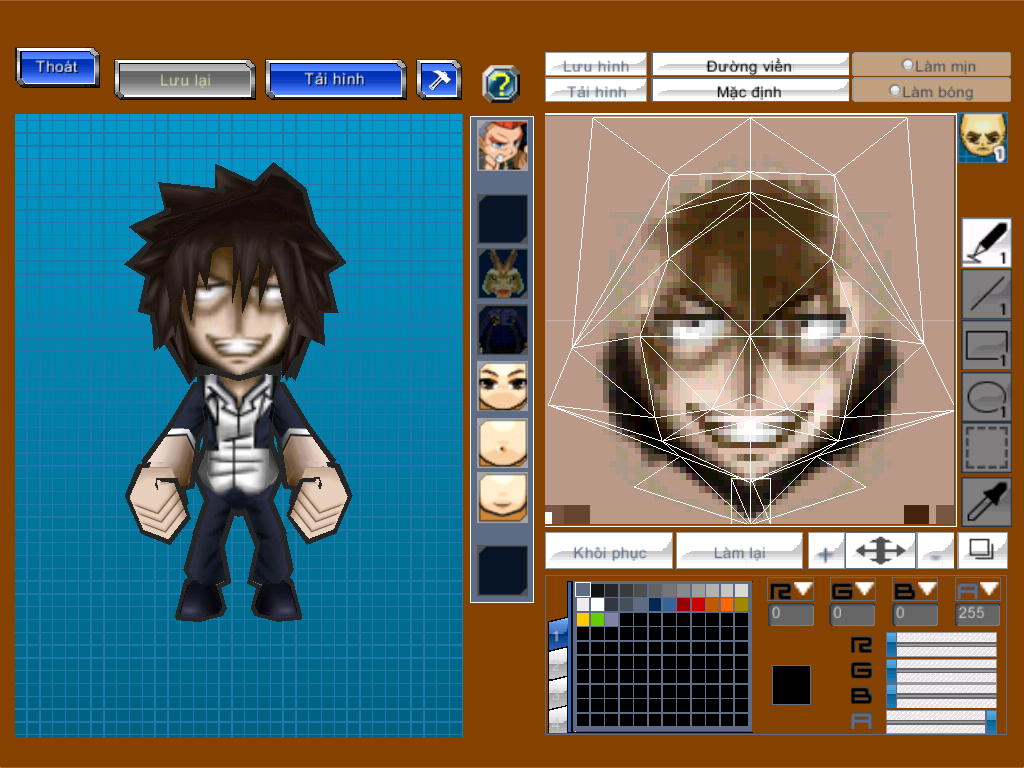 Thoát
Lưu lại
Tải hình
?
Lưu hình
Đường viền
Làm mịn
Tải hình
Mặc định
Làm bóng
1
1
1
1
1
Khôi phục
Làm lại
+
-
R
G
B
A
0
0
0
255
1
R
G
B
A